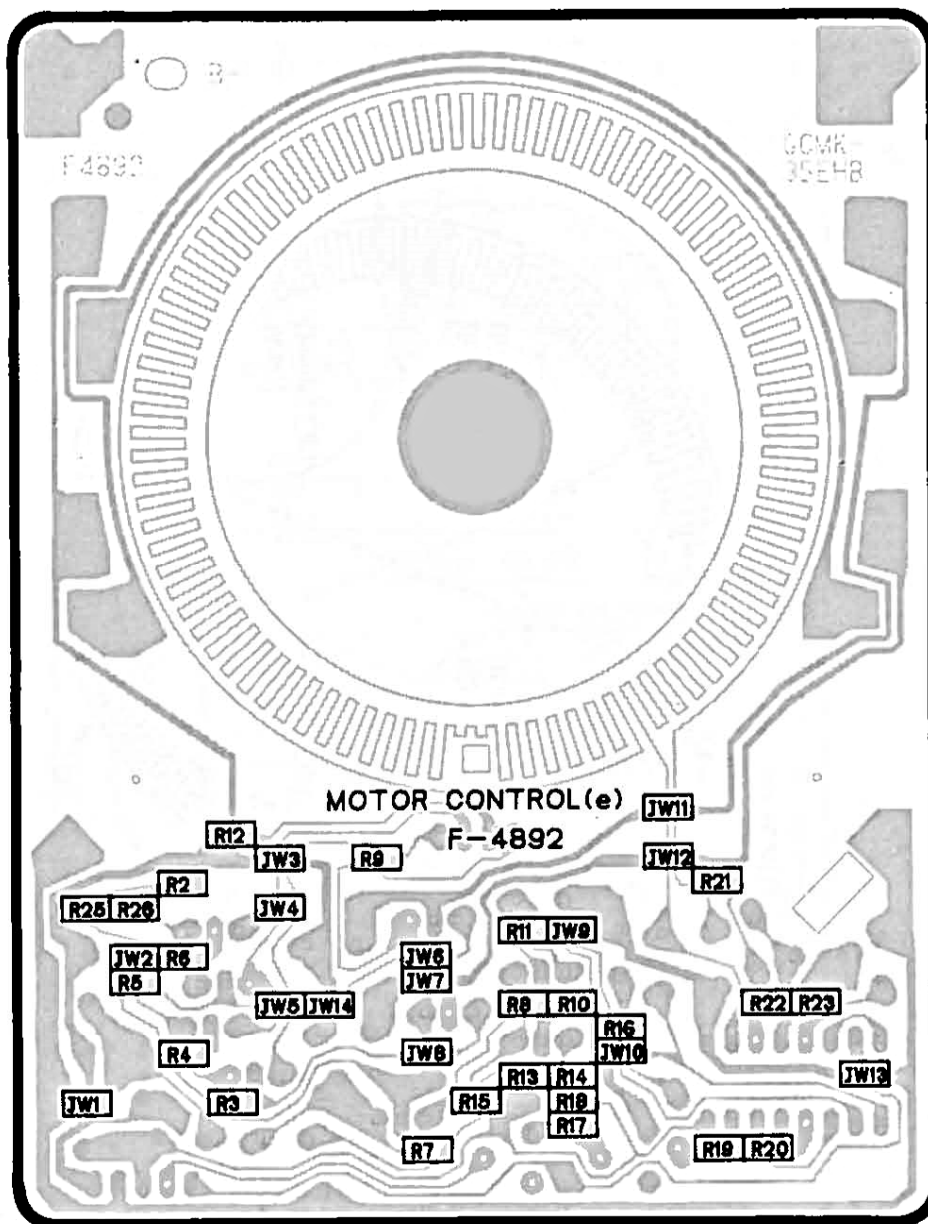 B-
F4892
GCMK-
35EHB
MOTOR CONTROL(e)
JW11
R12
F-4892
JW3
R9
JW12
R2
R21
R25 R26
JW4
R11 JW9
JW2 R6
JW6
R5
JW7
JW5 JW14
R8 R10
R22 R23
R16
R4
JW8
JW10
R13 R14
JW13
JW1
R3
R15
R18
R17
R7
R19 R20